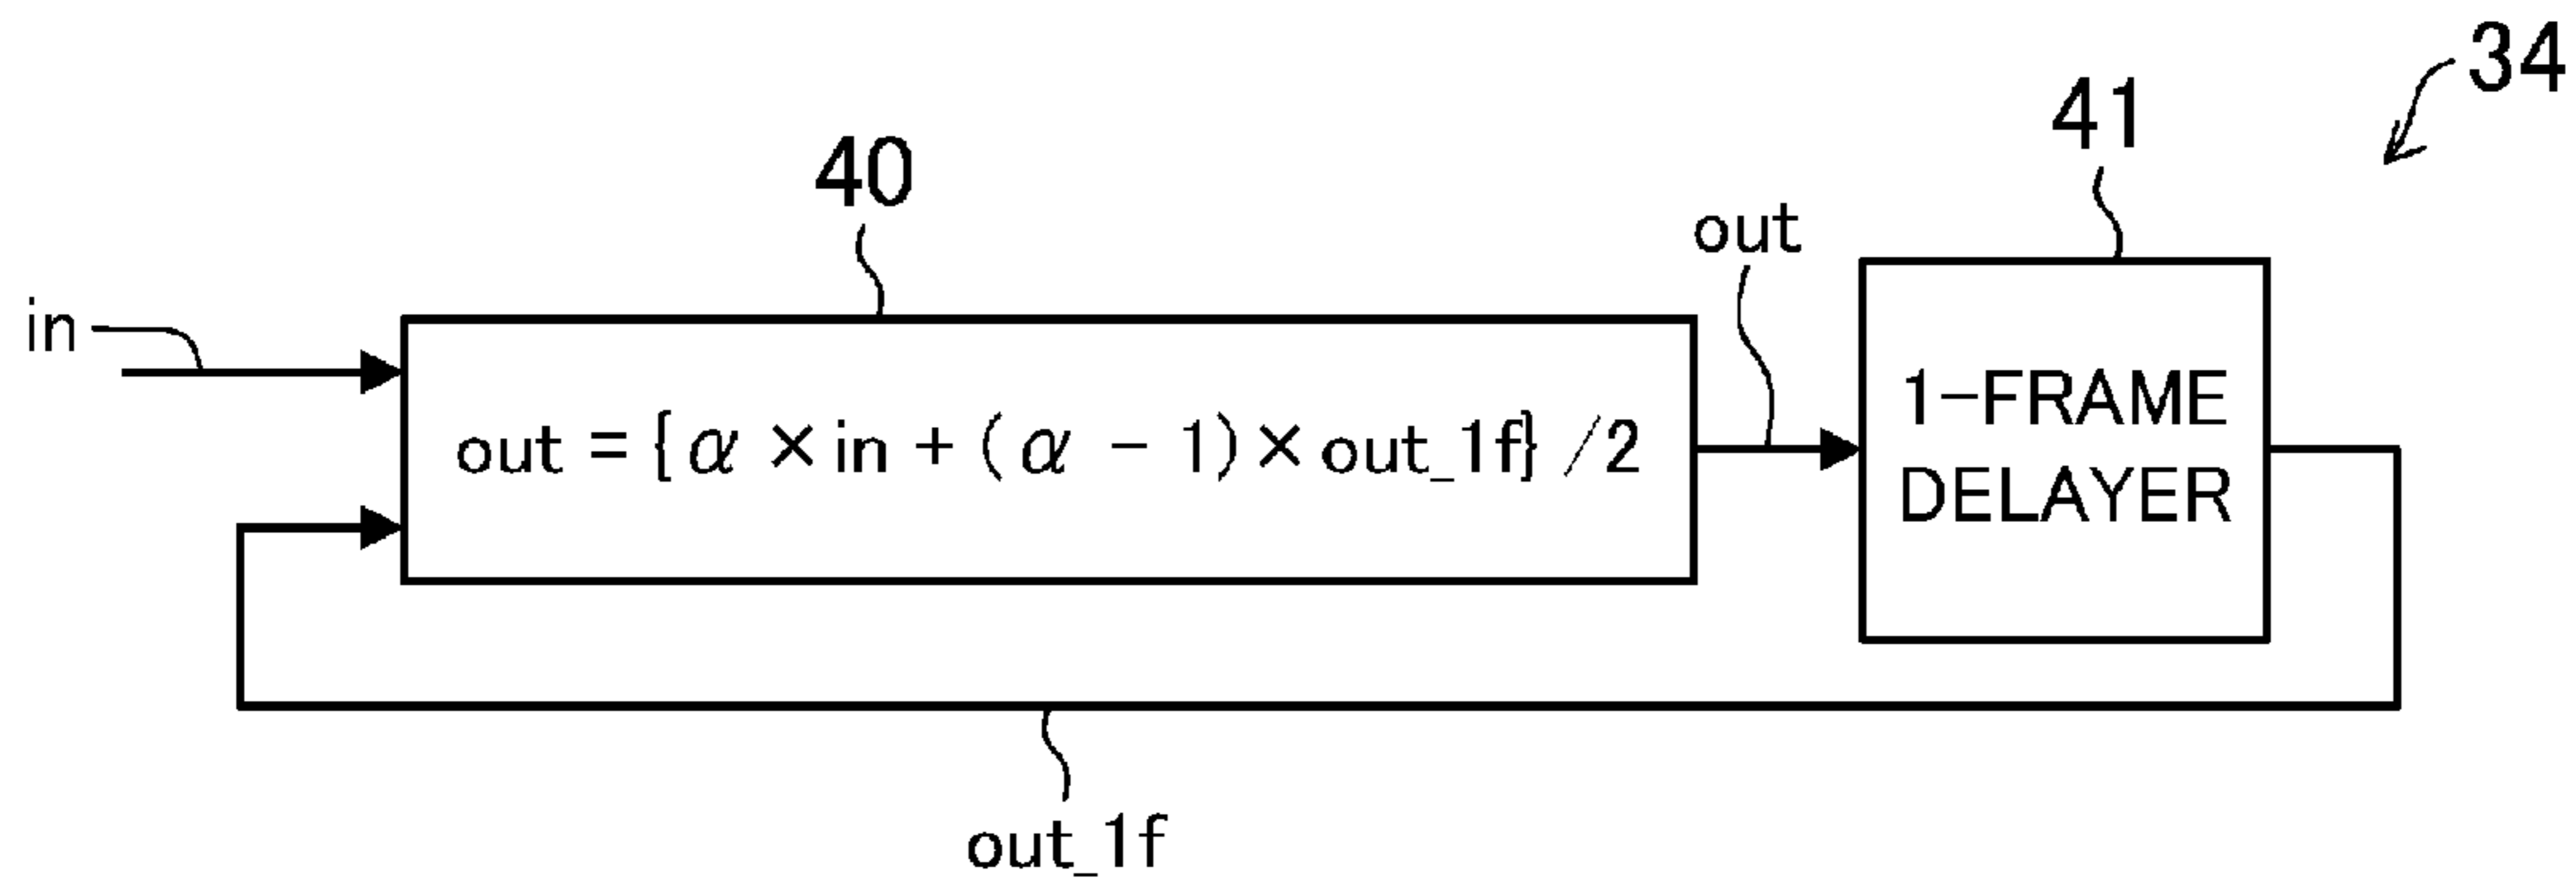 34
41
40
out
in
out = {α × in + (α - 1) × out_1f} /2
1-FRAME
DELAYER
out_1f